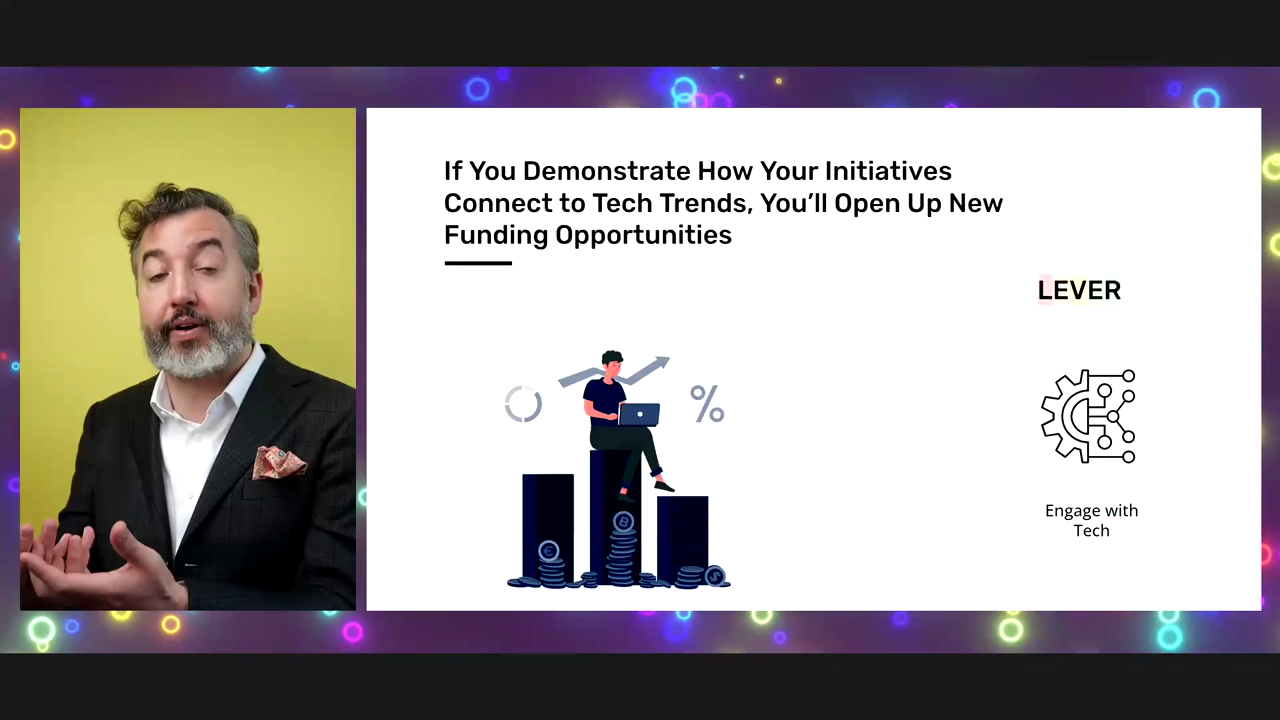 If You Demonstrate How Your Initiatives
Connect to Tech Trends, You’ll Open Up New
Funding Opportunities
LEVER
%
Engage with
Tech